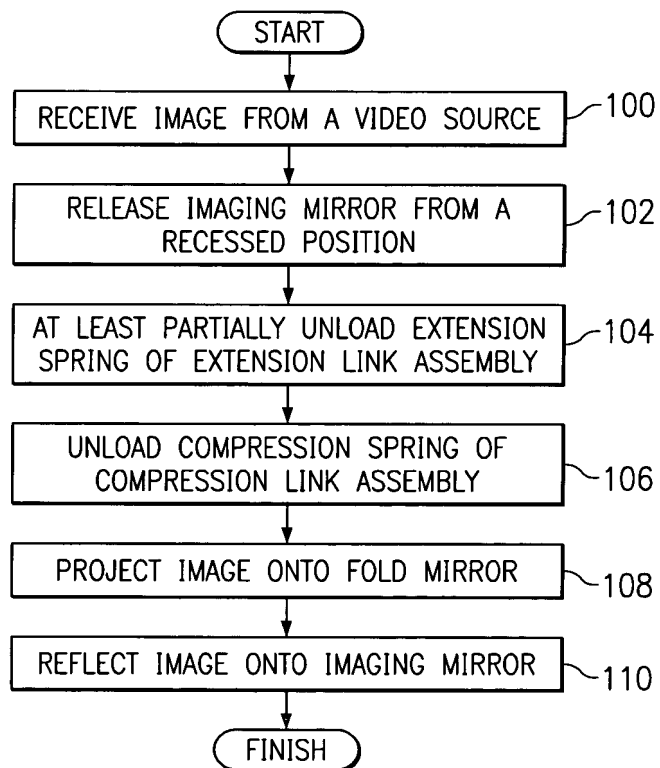 START
RECEIVE IMAGE FROM A VIDEO SOURCE
100
RELEASE IMAGING MIRROR FROM A
RECESSED POSITION
102
AT LEAST PARTIALLY UNLOAD EXTENSION
SPRING OF EXTENSION LINK ASSEMBLY
104
UNLOAD COMPRESSION SPRING OF
COMPRESSION LINK ASSEMBLY
106
PROJECT IMAGE ONTO FOLD MIRROR
108
REFLECT IMAGE ONTO IMAGING MIRROR
110
FINISH